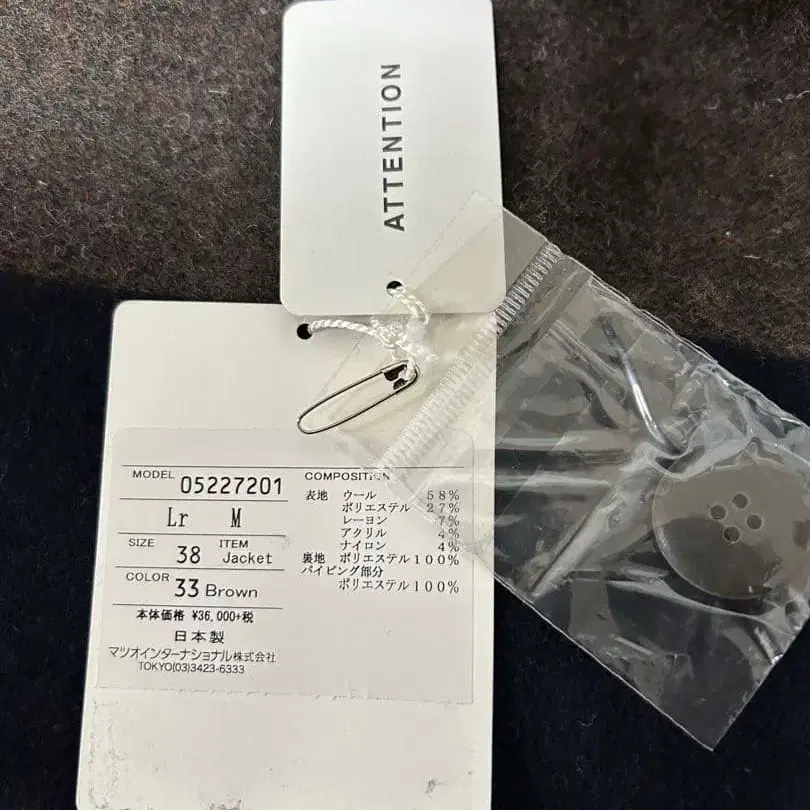 ATTENTION
MODEL 05227201
Lr M
SIZE 38 ITEM Jacket
COLOR 33 Brown
本体価格 ¥36,000+税
日本製
マツオインターナショナル株式会社
TOKYO(03)3423-6333
COMPOSITION
表地 ウール 58%
ポリエステル 27%
レーヨン 7%
アクリル 4%
ナイロン 4%
裏地 ポリエステル100%
パイピング部分
ポリエステル100%